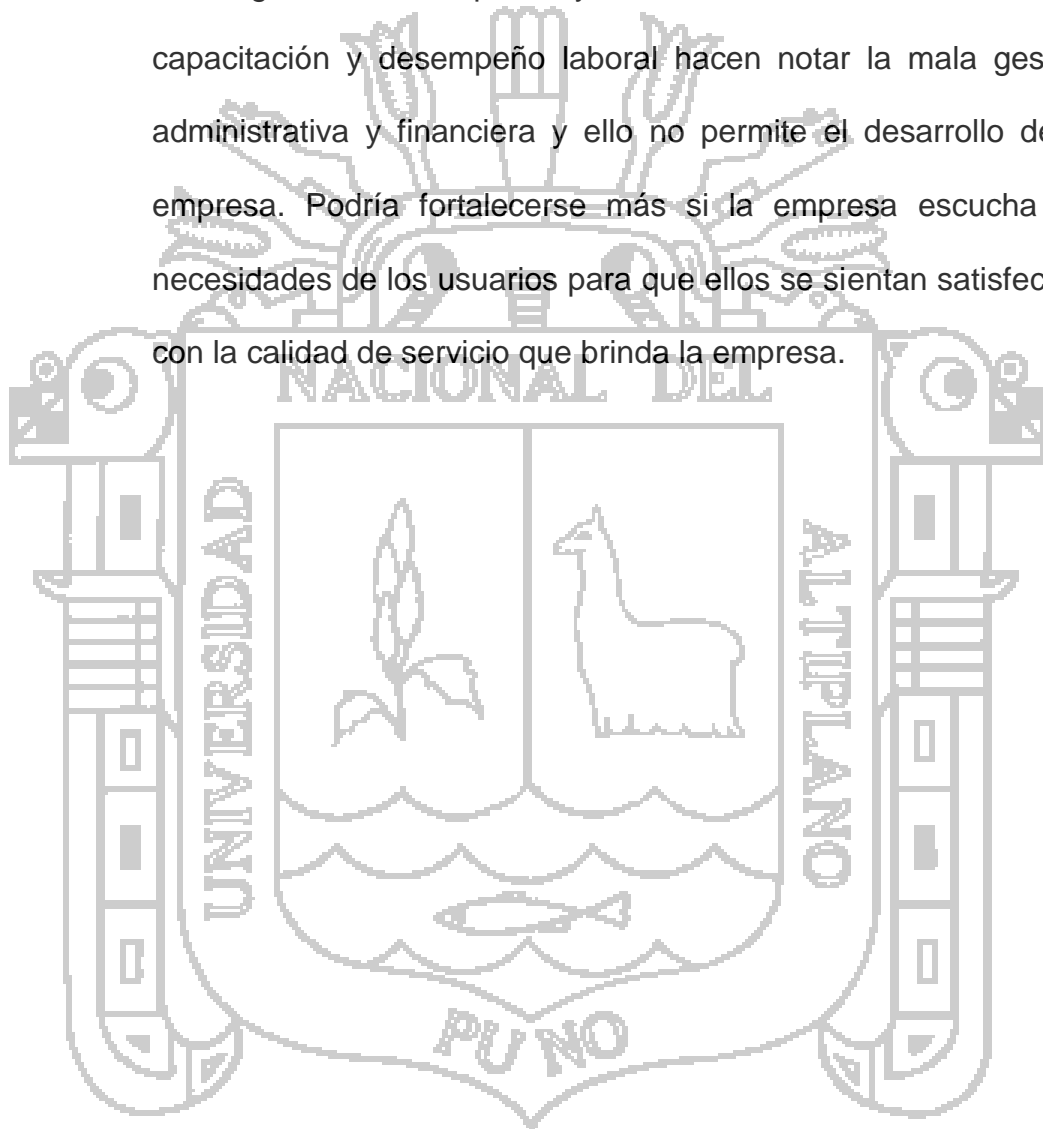 capacitación y desempeño laboral hacen notar la mala ges
administrativa y financiera y ello no permite el desarrollo de
empresa. Podría fortalecerse más si la empresa escucha
necesidades de los usuarios para que ellos se sientan satisfec
con la calidad de servicio que brinda la empresa.
NACIONAL DEL
UNIVERSIDAD
ALTIPLANO
PUNO